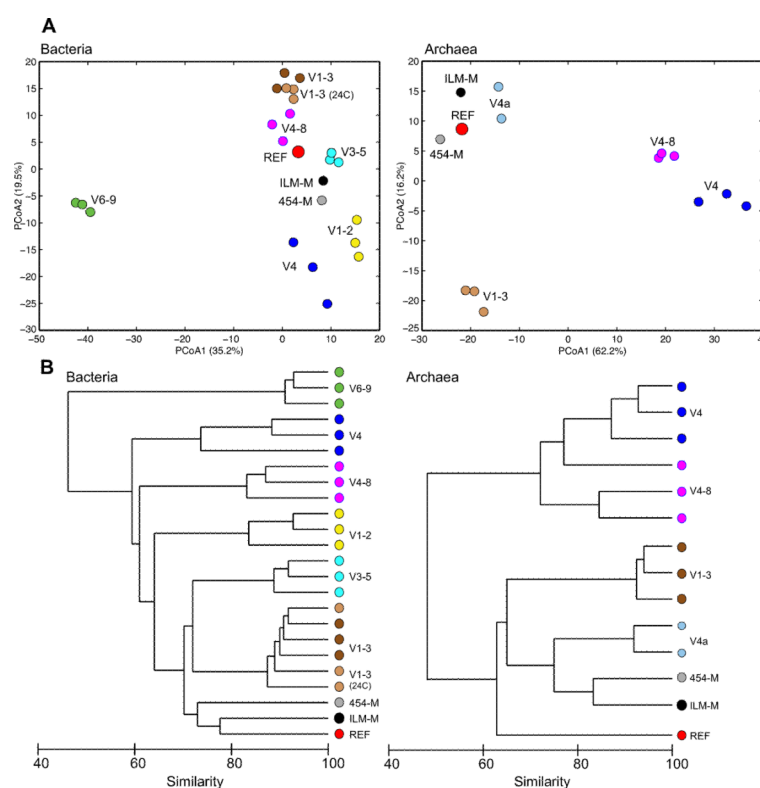 A
Bacteria
20
15
10
5
0
−5
−10
−15
−20
−25
−30
PCoA2 (19.5%)
V1-3
V1-3 (24C)
V4-8
V3-5
REF
ILM-M
454-M
V6-9
V1-2
V4
−50 −40 −30 −20 −10 0 10 20
PCoA1 (35.2%)
Archaea
20
15
10
5
0
−5
−10
−15
−20
−25
PCoA2 (16.2%)
ILM-M
V4a
REF
454-M
V4-8
V4
V1-3
−30 −20 −10 0 10 20 30 40
PCoA1 (62.2%)
B
Bacteria
V6-9
V4
V4-8
V1-2
V3-5
V1-3
V1-3
(24C)
454-M
ILM-M
REF
40 60 80 100
Similarity
Archaea
V4
V4-8
V1-3
V4a
454-M
ILM-M
REF
40 60 80 100
Similarity